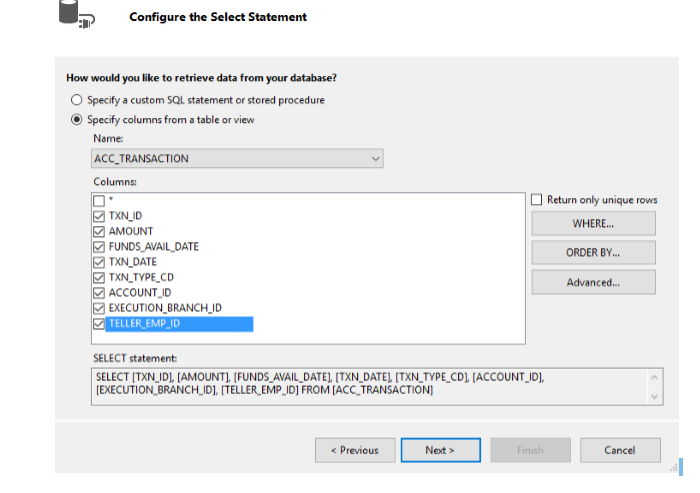 Configure the Select Statement
How would you like to retrieve data from your database?
Specify a custom SQL statement or stored procedure
Specify columns from a table or view
Name:
ACC_TRANSACTION
Columns:
*
Return only unique rows
TXN_ID
AMOUNT
FUNDS_AVAIL_DATE
TXN_DATE
TXN_TYPE_CD
ACCOUNT_ID
EXECUTION_BRANCH_ID
TELLER_EMP_ID
WHERE...
ORDER BY...
Advanced...
SELECT statement:
SELECT [TXN_ID], [AMOUNT], [FUNDS_AVAIL_DATE], [TXN_DATE], [TXN_TYPE_CD], [ACCOUNT_ID],
[EXECUTION_BRANCH_ID], [TELLER_EMP_ID] FROM [ACC_TRANSACTION]
< Previous
Next >
Finish
Cancel